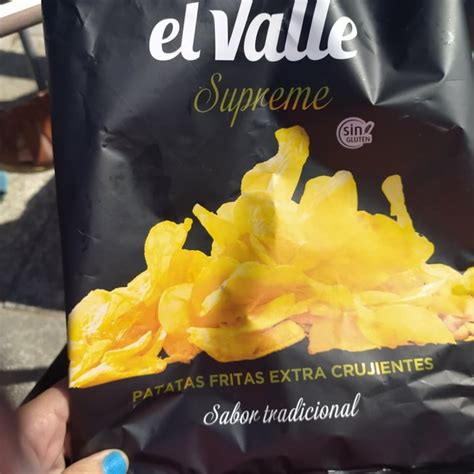 el Valle
Supreme
sin
GLUTEN
PATATAS FRITAS EXTRA CRUJIENTES
Sabor tradicional